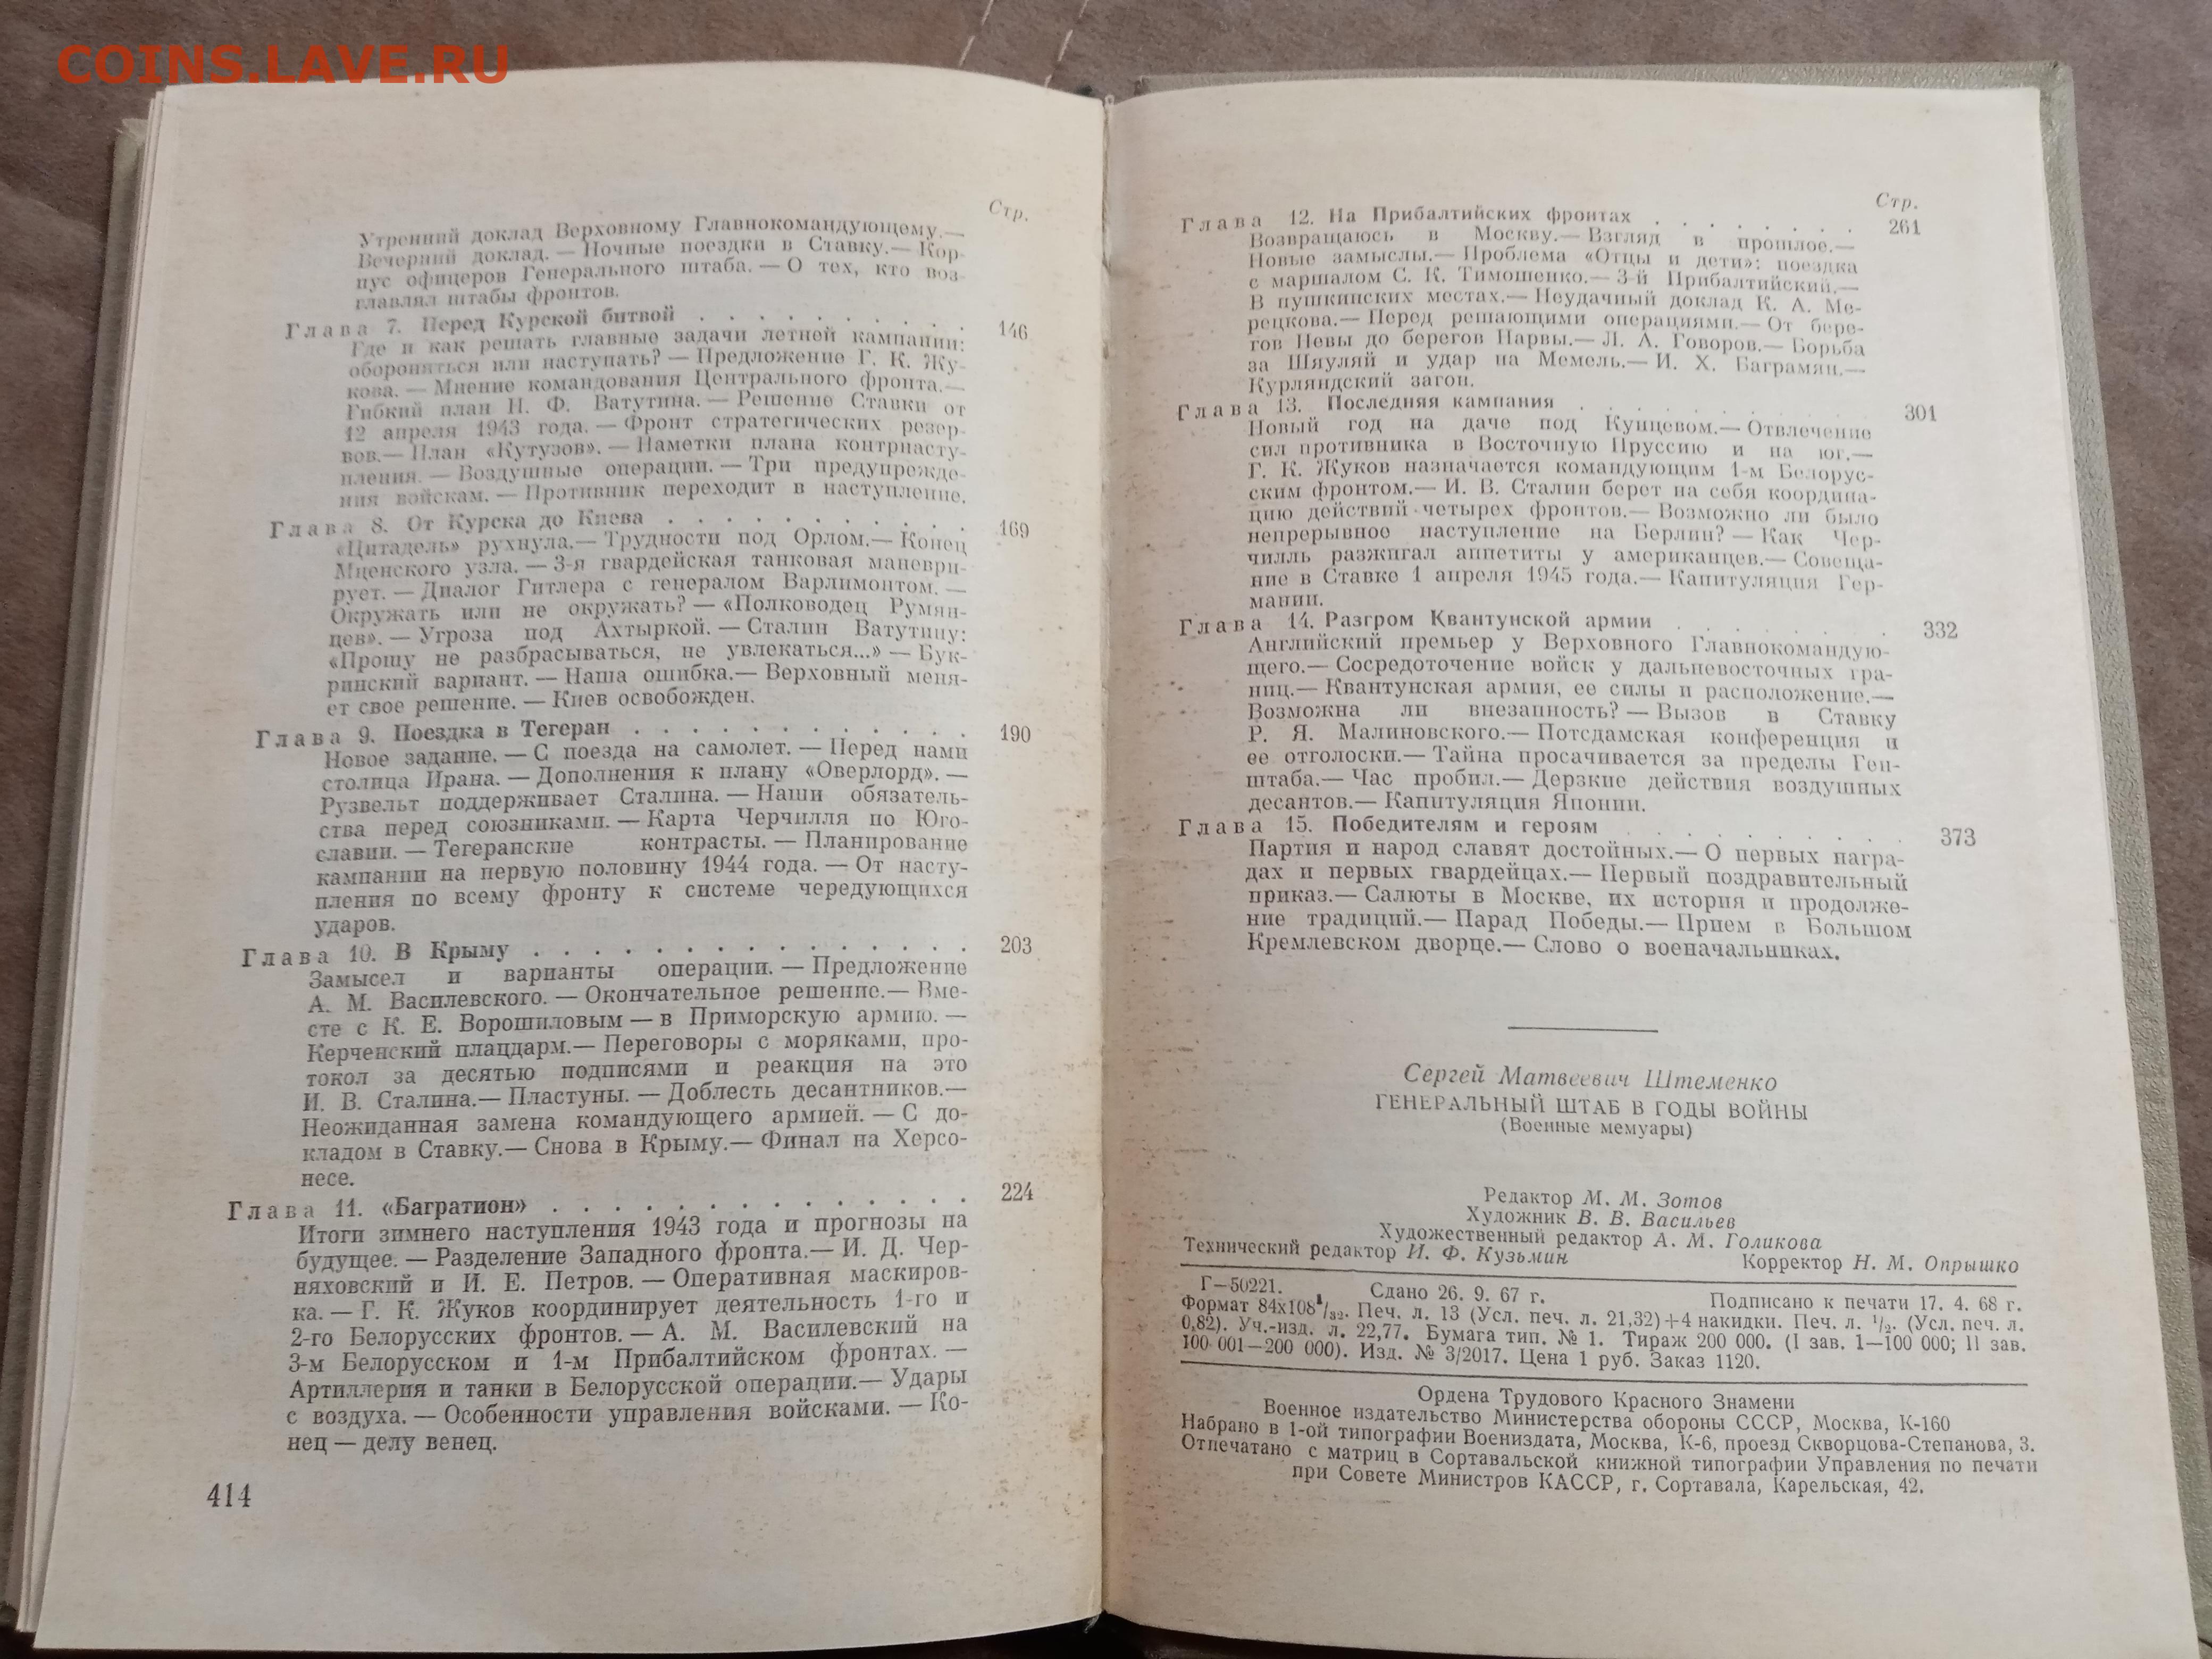 COINS.LAVE.RU
Стр.
Утренний доклад Верховному Главнокомандующему.—
Вечерний доклад. — Ночные поездки в Ставку.— Кор-
пус офицеров Генерального штаба. — О тех, кто воз-
главлял штабы фронтов.
Глава 7. Перед Курской битвой . . . . . . . . . . 146
Где и как решать главные задачи летней кампании:
обороняться или наступать? — Предложение Г. К. Жу-
кова. — Мнение командования Центрального фронта.—
Гибкий план Н. Ф. Ватутина. — Решение Ставки от
12 апреля 1943 года. — Фронт стратегических резер-
вов.— План «Кутузов». — Наметки плана контрнасту-
пления. — Воздушные операции. — Три предупрежде-
ния войскам. — Противник переходит в наступление.
Глава 8. От Курска до Киева . . . . . . . . . . . 169
«Цитадель» рухнула.— Трудности под Орлом.— Конец
Мценского узла. — 3-я гвардейская танковая маневри-
рует. — Диалог Гитлера с генералом Варлимонтом. —
Окружать или не окружать? — «Полководец Румян-
цев». — Угроза под Ахтыркой. — Сталин Ватутину:
«Прошу не разбрасываться, не увлекаться...» — Бук-
ринский вариант. — Наша ошибка.— Верховный меня-
ет свое решение. — Киев освобожден.
Глава 9. Поездка в Тегеран . . . . . . . . . . . . 190
Новое задание. — С поезда на самолет. — Перед нами
столица Ирана. — Дополнения к плану «Оверлорд». —
Рузвельт поддерживает Сталина. — Наши обязатель-
ства перед союзниками. — Карта Черчилля по Юго-
славии. — Тегеранские контрасты. — Планирование
кампании на первую половину 1944 года. — От насту-
пления по всему фронту к системе чередующихся
ударов.
Глава 10. В Крыму . . . . . . . . . . . . . . . 203
Замысел и варианты операции. — Предложение
А. М. Василевского. — Окончательное решение.— Вме-
сте с К. Е. Ворошиловым — в Приморскую армию. —
Керченский плацдарм.— Переговоры с моряками, про-
токол за десятью подписями и реакция на это
И. В. Сталина.— Пластуны. — Доблесть десантников.—
Неожиданная замена командующего армией. — С до-
кладом в Ставку.— Снова в Крыму.— Финал на Херсо-
несе.
Глава 11. «Багратион» . . . . . . . . . . . . . . 224
Итоги зимнего наступления 1943 года и прогнозы на
будущее. — Разделение Западного фронта.— И. Д. Чер-
няховский и И. Е. Петров. — Оперативная маскиров-
ка. — Г. К. Жуков координирует деятельность 1-го и
2-го Белорусских фронтов. — А. М. Василевский на
3-м Белорусском и 1-м Прибалтийском фронтах. —
Артиллерия и танки в Белорусской операции.— Удары
с воздуха. — Особенности управления войсками. — Ко-
нец — делу венец.
414
Стр.
Глава 12. На Прибалтийских фронтах . . . . . . . . 261
Возвращаюсь в Москву.— Взгляд в прошлое.—
Новые замыслы.— Проблема «Отцы и дети»: поездка
с маршалом С. К. Тимошенко.— 3-й Прибалтийский.—
В пушкинских местах.— Неудачный доклад К. А. Ме-
рецкова.— Перед решающими операциями.— От бере-
гов Невы до берегов Нарвы.— Л. А. Говоров.— Борьба
за Шяуляй и удар на Мемель.— И. Х. Баграмян.—
Курляндский загон.
Глава 13. Последняя кампания . . . . . . . . . . 301
Новый год на даче под Кунцевом.— Отвлечение
сил противника в Восточную Пруссию и на юг.—
Г. К. Жуков назначается командующим 1-м Белорус-
ским фронтом.— И. В. Сталин берет на себя координа-
цию действий четырех фронтов.— Возможно ли было
непрерывное наступление на Берлин? — Как Чер-
чилль разжигал аппетиты у американцев.— Совеща-
ние в Ставке 1 апреля 1945 года.— Капитуляция Гер-
мании.
Глава 14. Разгром Квантунской армии . . . . . . . 332
Английский премьер у Верховного Главнокомандую-
щего.— Сосредоточение войск у дальневосточных гра-
ниц.— Квантунская армия, ее силы и расположение.—
Возможна ли внезапность? — Вызов в Ставку
Р. Я. Малиновского.— Потсдамская конференция и
ее отголоски.— Тайна просачивается за пределы Ген-
штаба.— Час пробил.— Дерзкие действия воздушных
десантов.— Капитуляция Японии.
Глава 15. Победителям и героям . . . . . . . . 373
Партия и народ славят достойных.— О первых награ-
дах и первых гвардейцах.— Первый поздравительный
приказ.— Салюты в Москве, их история и продолже-
ние традиций.— Парад Победы.— Прием в Большом
Кремлевском дворце.— Слово о военачальниках.
Сергей Матвеевич Штеменко
ГЕНЕРАЛЬНЫЙ ШТАБ В ГОДЫ ВОЙНЫ
(Военные мемуары)
Редактор М. М. Зотов
Художник В. В. Васильев
Художественный редактор А. М. Голикова
Технический редактор И. Ф. Кузьмин Корректор Н. М. Опрышко
Г—50221. Сдано 26. 9. 67 г. Подписано к печати 17. 4. 68 г.
Формат 84х108¹/₃₂. Печ. л. 13 (Усл. печ. л. 21,32)+4 накидки. Печ. л. ¹/₂. (Усл. печ. л.
0,82). Уч.-изд. л. 22,77. Бумага тип. № 1. Тираж 200 000. (I зав. 1—100 000; II зав.
100 001—200 000). Изд. № 3/2017. Цена 1 руб. Заказ 1120.
Ордена Трудового Красного Знамени
Военное издательство Министерства обороны СССР, Москва, К-160
Набрано в 1-ой типографии Воениздата, Москва, К-6, проезд Скворцова-Степанова, 3.
Отпечатано с матриц в Сортавальской книжной типографии Управления по печати
при Совете Министров КАССР, г. Сортавала, Карельская, 42.